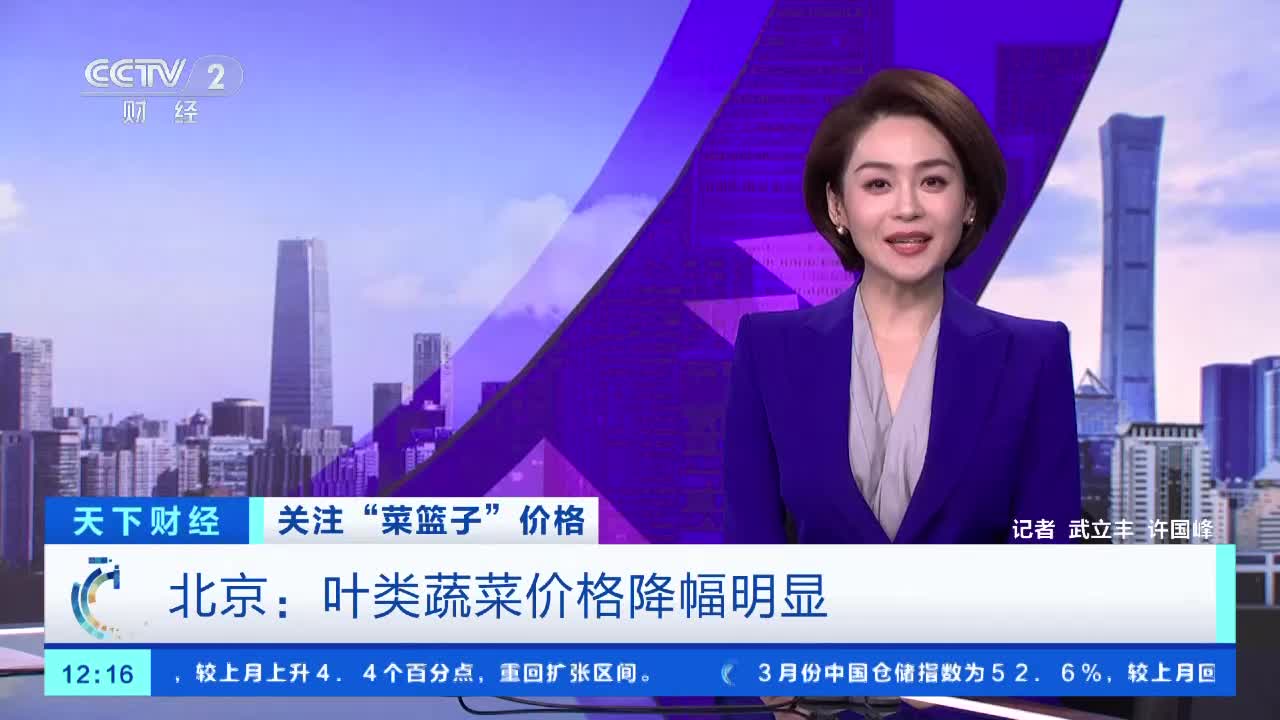 CCTV 2
财 经
天下财经
关注“菜篮子”价格
记者 武立丰 许国峰
北京：叶类蔬菜价格降幅明显
12:16
，较上月上升4．4个百分点，重回扩张区间。 3月份中国仓储指数为52．6%，较上月回